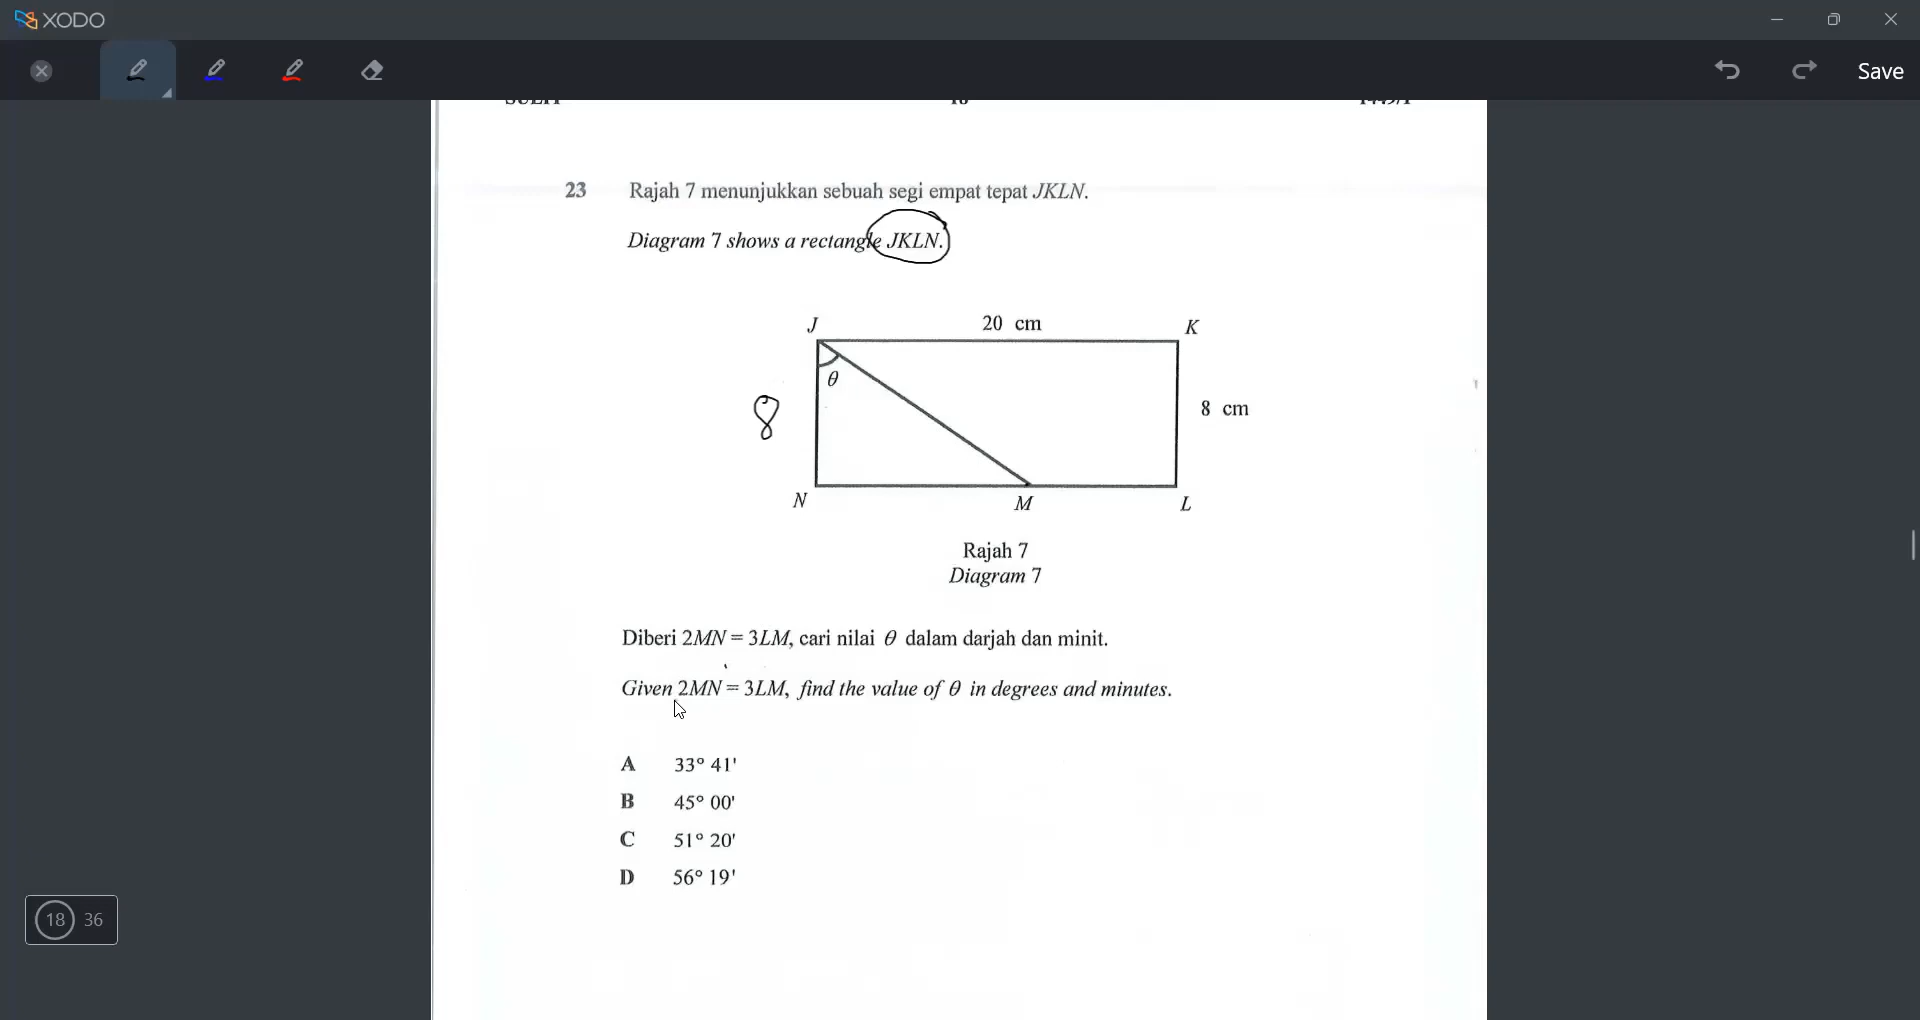 XODO
Save
23 Rajah 7 menunjukkan sebuah segi empat tepat JKLN.
Diagram 7 shows a rectangle JKLN.
J 20 cm K
θ
8 8 cm
N M L
Rajah 7
Diagram 7
Diberi 2MN = 3LM, cari nilai θ dalam darjah dan minit.
Given 2MN = 3LM, find the value of θ in degrees and minutes.
A 33° 41'
B 45° 00'
C 51° 20'
D 56° 19'
18 36